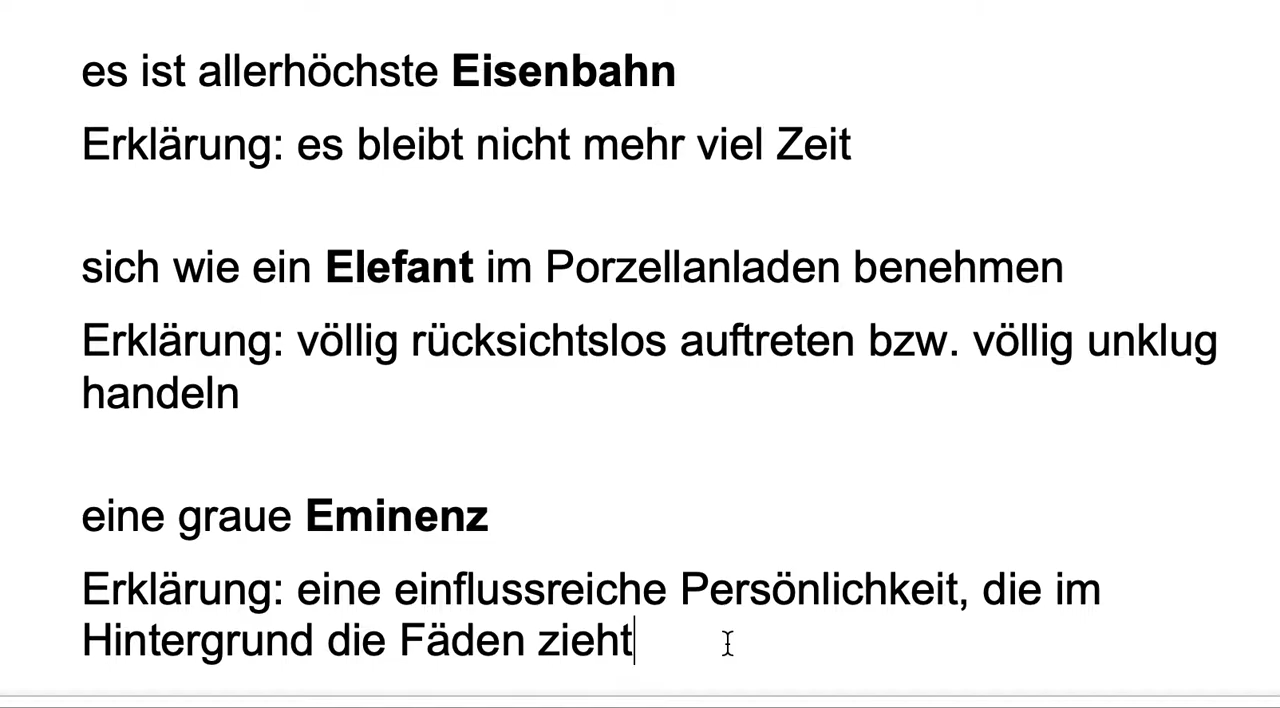 es ist allerhöchste Eisenbahn
Erklärung: es bleibt nicht mehr viel Zeit
sich wie ein Elefant im Porzellanladen benehmen
Erklärung: völlig rücksichtslos auftreten bzw. völlig unklug
handeln
eine graue Eminenz
Erklärung: eine einflussreiche Persönlichkeit, die im
Hintergrund die Fäden zieht